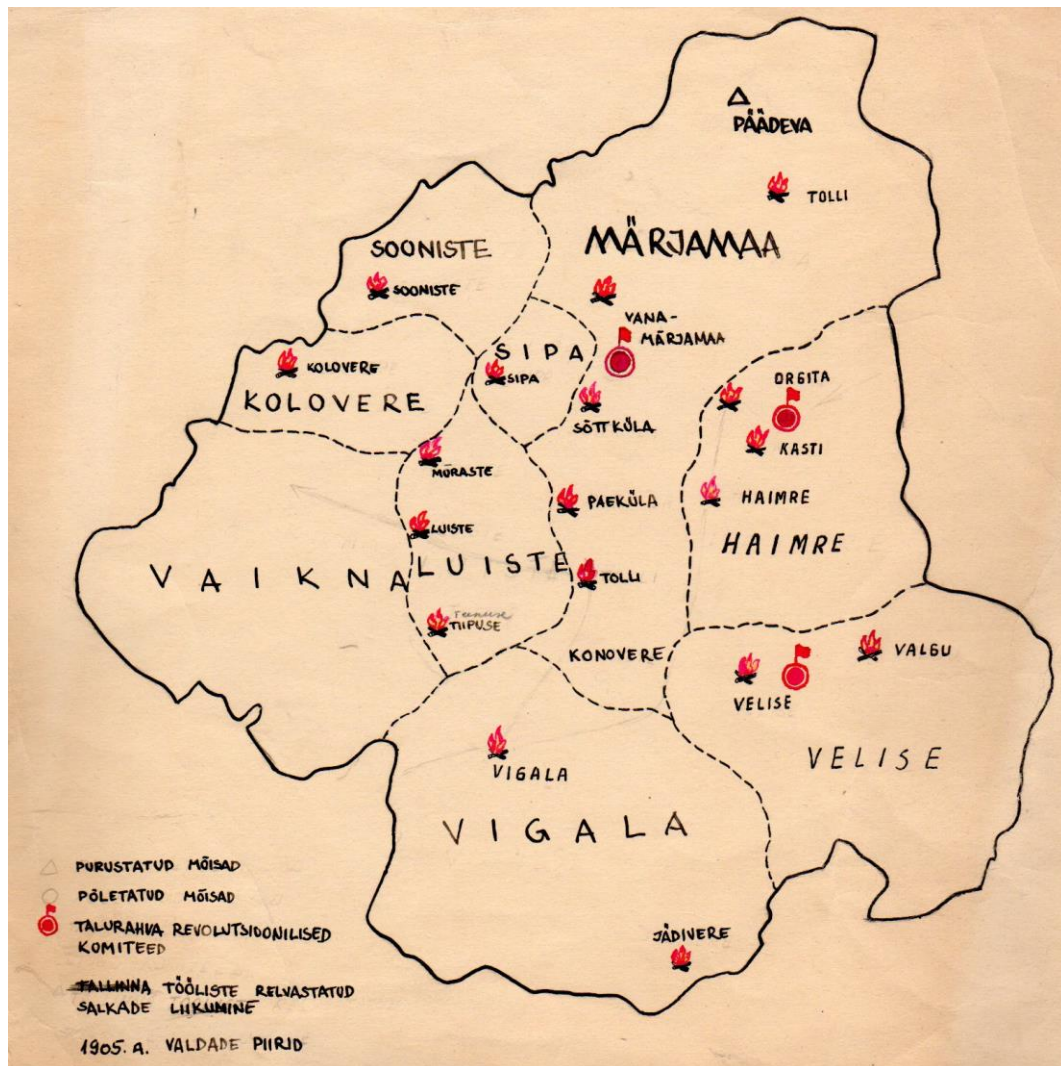 PÄÄDEVA
TOLLI
MÄRJAMAA
SOONISTE
SOONISTE
VANA-
MÄRJAMAA
SIPA
SIPA
KOLOVERE
KOLOVERE
ORGITA
SÕTTKÜLA
KASTI
MÕRASTE
PAEKÜLA
HAIMRE
LUISTE
HAIMRE
VAIKNA
LUISTE
TOLLI
Teenuse
TIIPUSE
KONOVERE
VALGU
VELISE
VELISE
VIGALA
VIGALA
JÄDIVERE
PURUSTATUD MÕISAD
PÕLETATUD MÕISAD
TALURAHVA REVOLUTSIOONILISED
KOMITEED
TALLINNA TÖÖLISTE RELVASTATUD
SALKADE LIIKUMINE
1905. A. VALDADE PIIRID